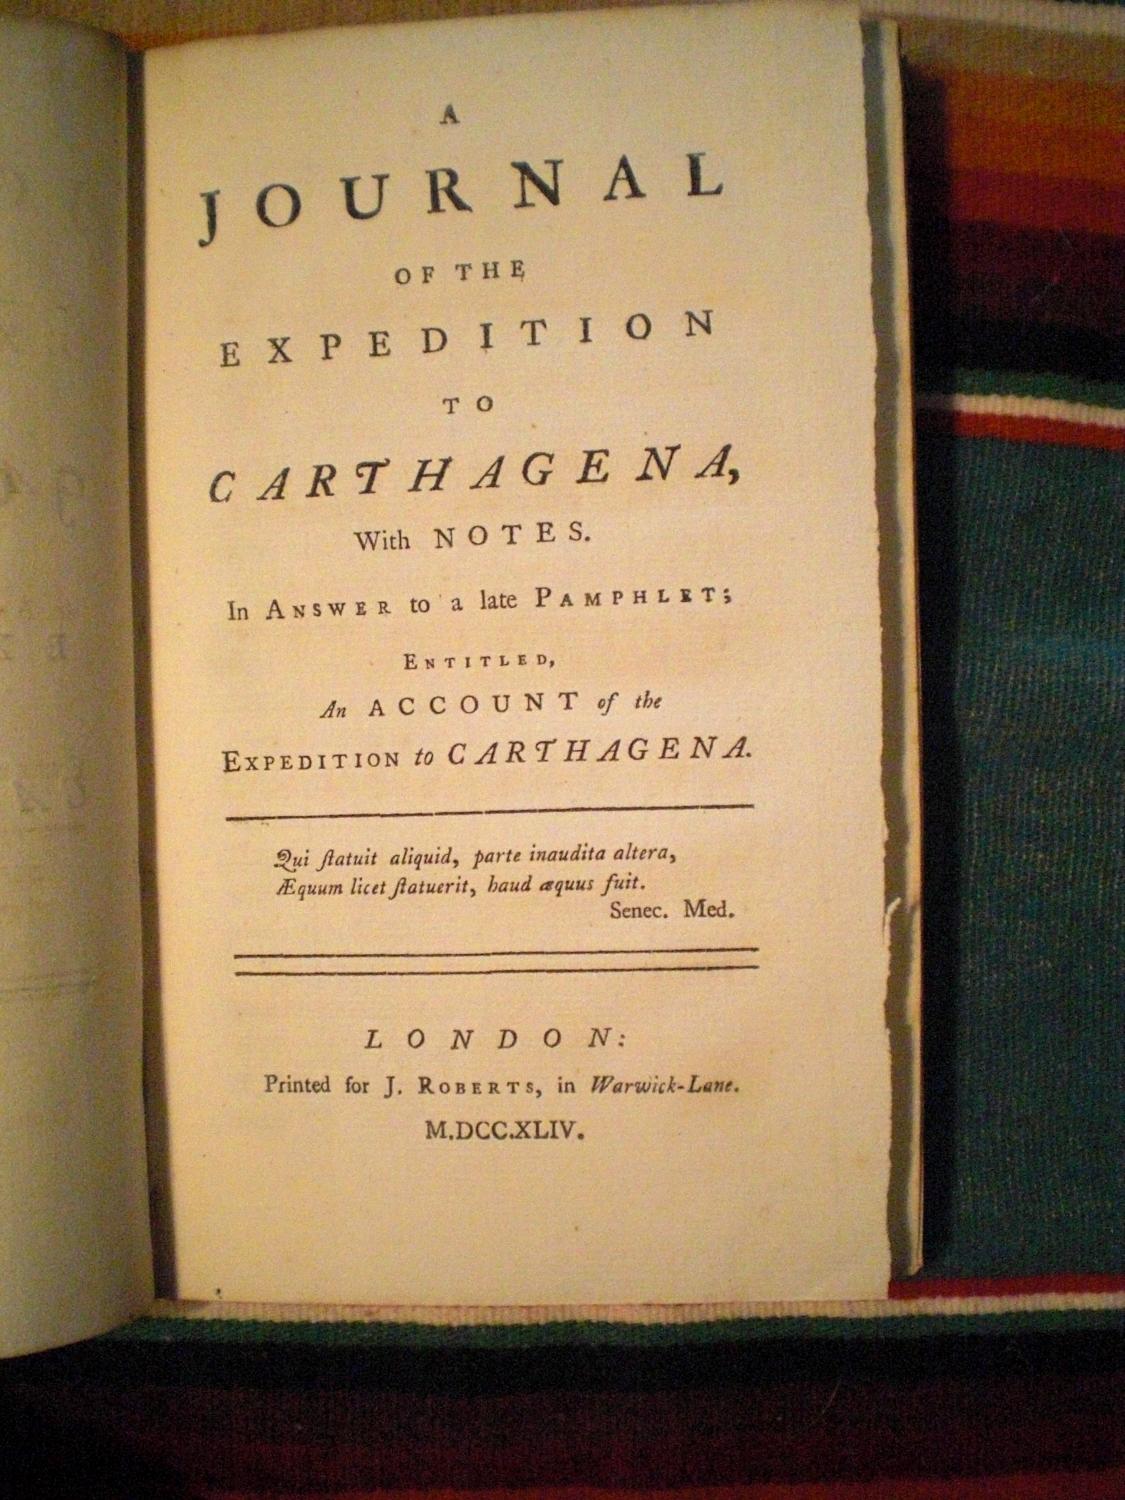 A
JOURNAL
OF THE
EXPEDITION
TO
CARTHAGENA,
With NOTES.
In ANSWER to a late PAMPHLET;
ENTITLED,
An ACCOUNT of the
EXPEDITION to CARTHAGENA.
Qui ſtatuit aliquid, parte inaudita altera,
Æquum licet ſtatuerit, haud æquus fuit.
Senec. Med.
LONDON:
Printed for J. ROBERTS, in Warwick-Lane.
M.DCC.XLIV.